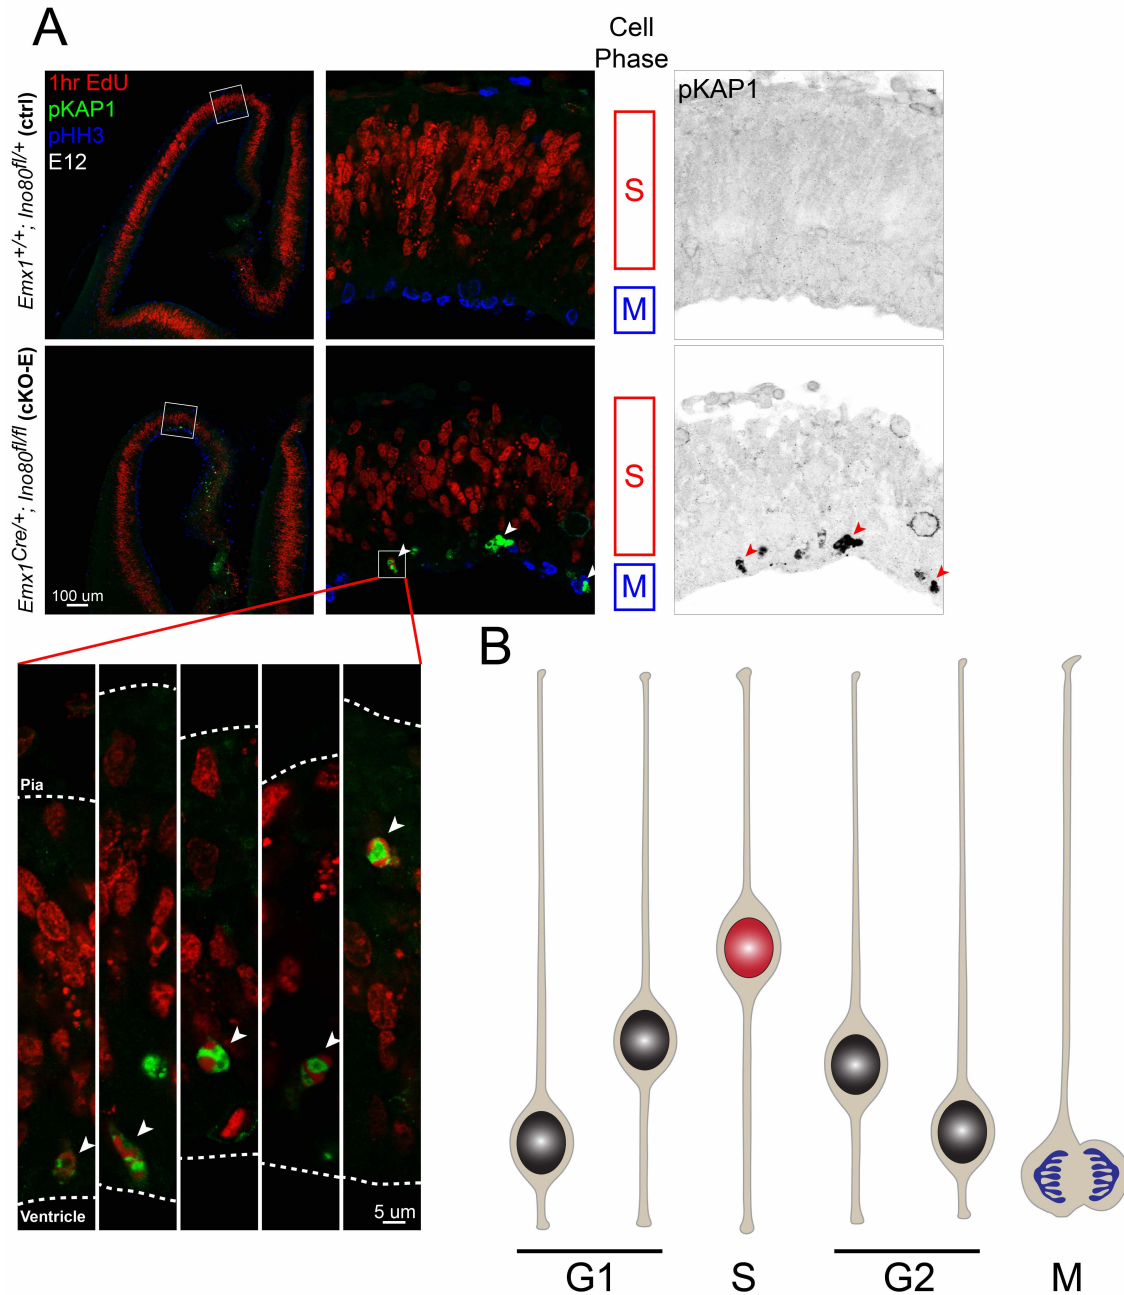 A
Cell
Phase
1hr EdU
pKAP1
pHH3
E12
Emx1+/+; Ino80fl/+ (ctrl)
S
M
pKAP1
Emx1Cre/+; Ino80fl/fl (cKO-E)
100 um
S
M
B
Pia
Ventricle
5 um
G1
S
G2
M